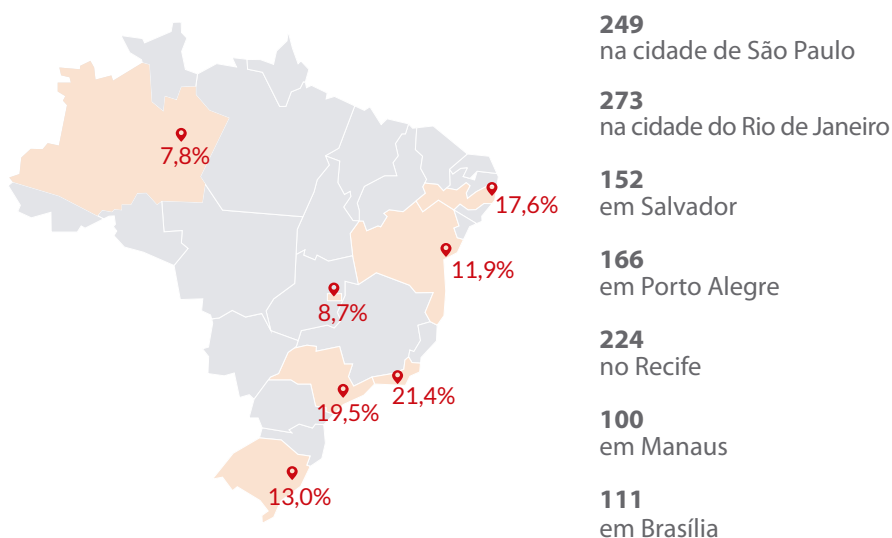 7,8%
17,6%
11,9%
8,7%
21,4%
19,5%
13,0%
249
na cidade de São Paulo
273
na cidade do Rio de Janeiro
152
em Salvador
166
em Porto Alegre
224
no Recife
100
em Manaus
111
em Brasília